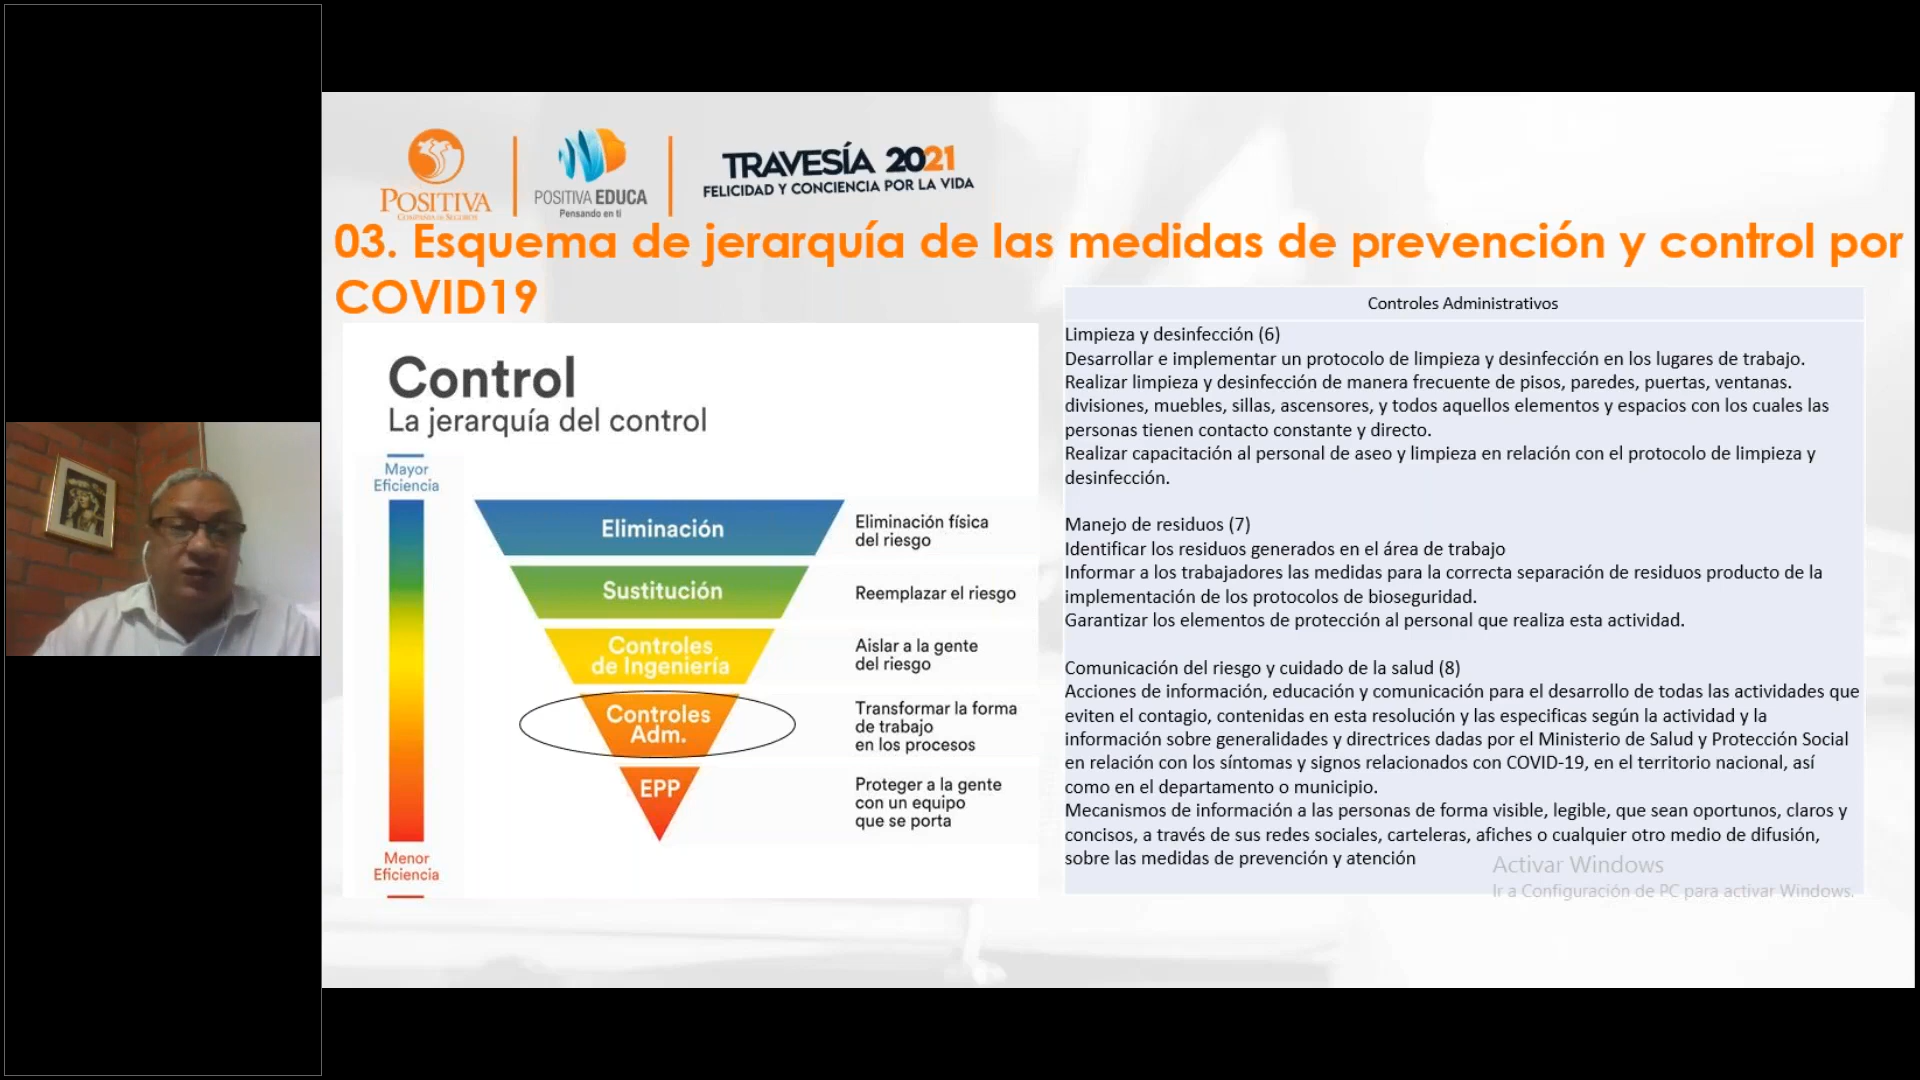 POSITIVA
COMPAÑÍA DE SEGUROS
POSITIVA EDUCA
Pensando en ti
TRAVESÍA 2021
FELICIDAD Y CONCIENCIA POR LA VIDA
03. Esquema de jerarquía de las medidas de prevención y control por
COVID19
Control
La jerarquía del control
Mayor
Eficiencia
Eliminación
Eliminación física
del riesgo
Sustitución
Reemplazar el riesgo
Controles
de Ingeniería
Aislar a la gente
del riesgo
Controles
Adm.
Transformar la forma
de trabajo
en los procesos
EPP
Proteger a la gente
con un equipo
que se porta
Menor
Eficiencia
Controles Administrativos
Limpieza y desinfección (6)
Desarrollar e implementar un protocolo de limpieza y desinfección en los lugares de trabajo.
Realizar limpieza y desinfección de manera frecuente de pisos, paredes, puertas, ventanas.
divisiones, muebles, sillas, ascensores, y todos aquellos elementos y espacios con los cuales las
personas tienen contacto constante y directo.
Realizar capacitación al personal de aseo y limpieza en relación con el protocolo de limpieza y
desinfección.
Manejo de residuos (7)
Identificar los residuos generados en el área de trabajo
Informar a los trabajadores las medidas para la correcta separación de residuos producto de la
implementación de los protocolos de bioseguridad.
Garantizar los elementos de protección al personal que realiza esta actividad.
Comunicación del riesgo y cuidado de la salud (8)
Acciones de información, educación y comunicación para el desarrollo de todas las actividades que
eviten el contagio, contenidas en esta resolución y las especificas según la actividad y la
información sobre generalidades y directrices dadas por el Ministerio de Salud y Protección Social
en relación con los síntomas y signos relacionados con COVID-19, en el territorio nacional, así
como en el departamento o municipio.
Mecanismos de información a las personas de forma visible, legible, que sean oportunos, claros y
concisos, a través de sus redes sociales, carteleras, afiches o cualquier otro medio de difusión,
sobre las medidas de prevención y atención
Activar Windows
Ir a Configuración de PC para activar Windows.